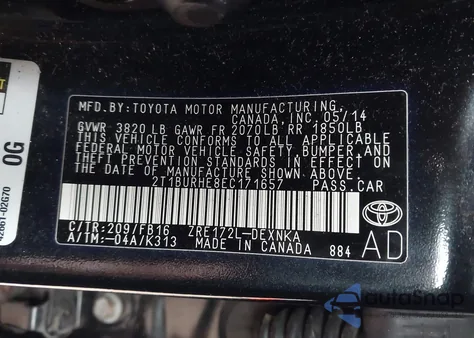 MFD.BY:TOYOTA MOTOR MANUFACTURING,
CANADA, INC. 05/14
GVWR 3820 LB GAWR FR 2070LB RR 1850LB
THIS VEHICLE CONFORMS TO ALL APPLICABLE
FEDERAL MOTOR VEHICLE SAFETY, BUMPER AND
THEFT PREVENTION STANDARDS IN EFFECT ON
THE DATE OF MANUFACTURE SHOWN ABOVE.
2T1BURHE8EC171657 PASS.CAR
C/TR:209/FB16 ZRE172L-DEXNKA
A/TM:-04A/K313 MADE IN CANADA 884
AD
TOYOTA
0G
42661-02G70
autoSnap